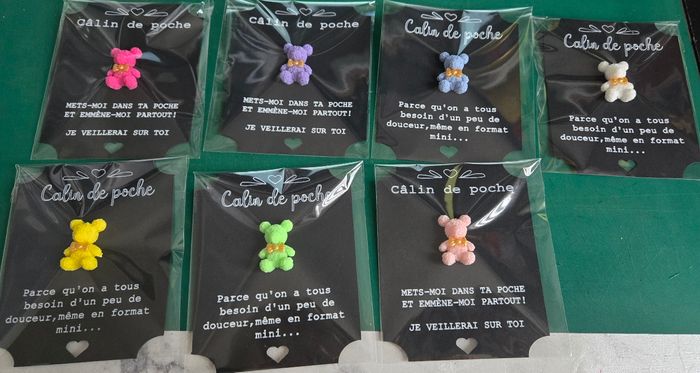 Câlin de poche
METS-MOI DANS TA POCHE
ET EMMÈNE-MOI PARTOUT!
JE VEILLERAI SUR TOI
Câlin de poche
METS-MOI DANS TA POCHE
ET EMMÈNE-MOI PARTOUT!
JE VEILLERAI SUR TOI
Calin de poche
Parce qu'on a tous
besoin d'un peu de
douceur,même en format
mini...
Calin de poche
Parce qu'on a tous
besoin d'un peu de
douceur,même en format
mini...
Calin de poche
Parce qu'on a tous
besoin d'un peu de
douceur,même en format
mini...
Calin de poche
Parce qu'on a tous
besoin d'un peu de
douceur,même en format
mini...
Câlin de poche
METS-MOI DANS TA POCHE
ET EMMÈNE-MOI PARTOUT!
JE VEILLERAI SUR TOI